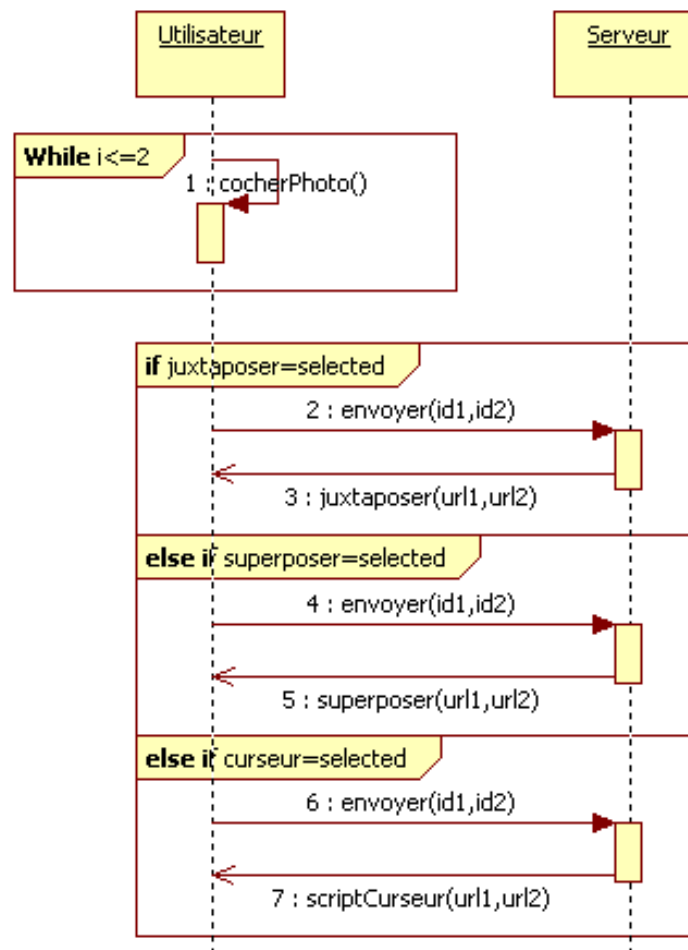 Utilisateur
Serveur
While i<=2
1 : cocherPhoto()
if juxtaposer=selected
2 : envoyer(id1,id2)
3 : juxtaposer(url1,url2)
else if superposer=selected
4 : envoyer(id1,id2)
5 : superposer(url1,url2)
else if curseur=selected
6 : envoyer(id1,id2)
7 : scriptCurseur(url1,url2)